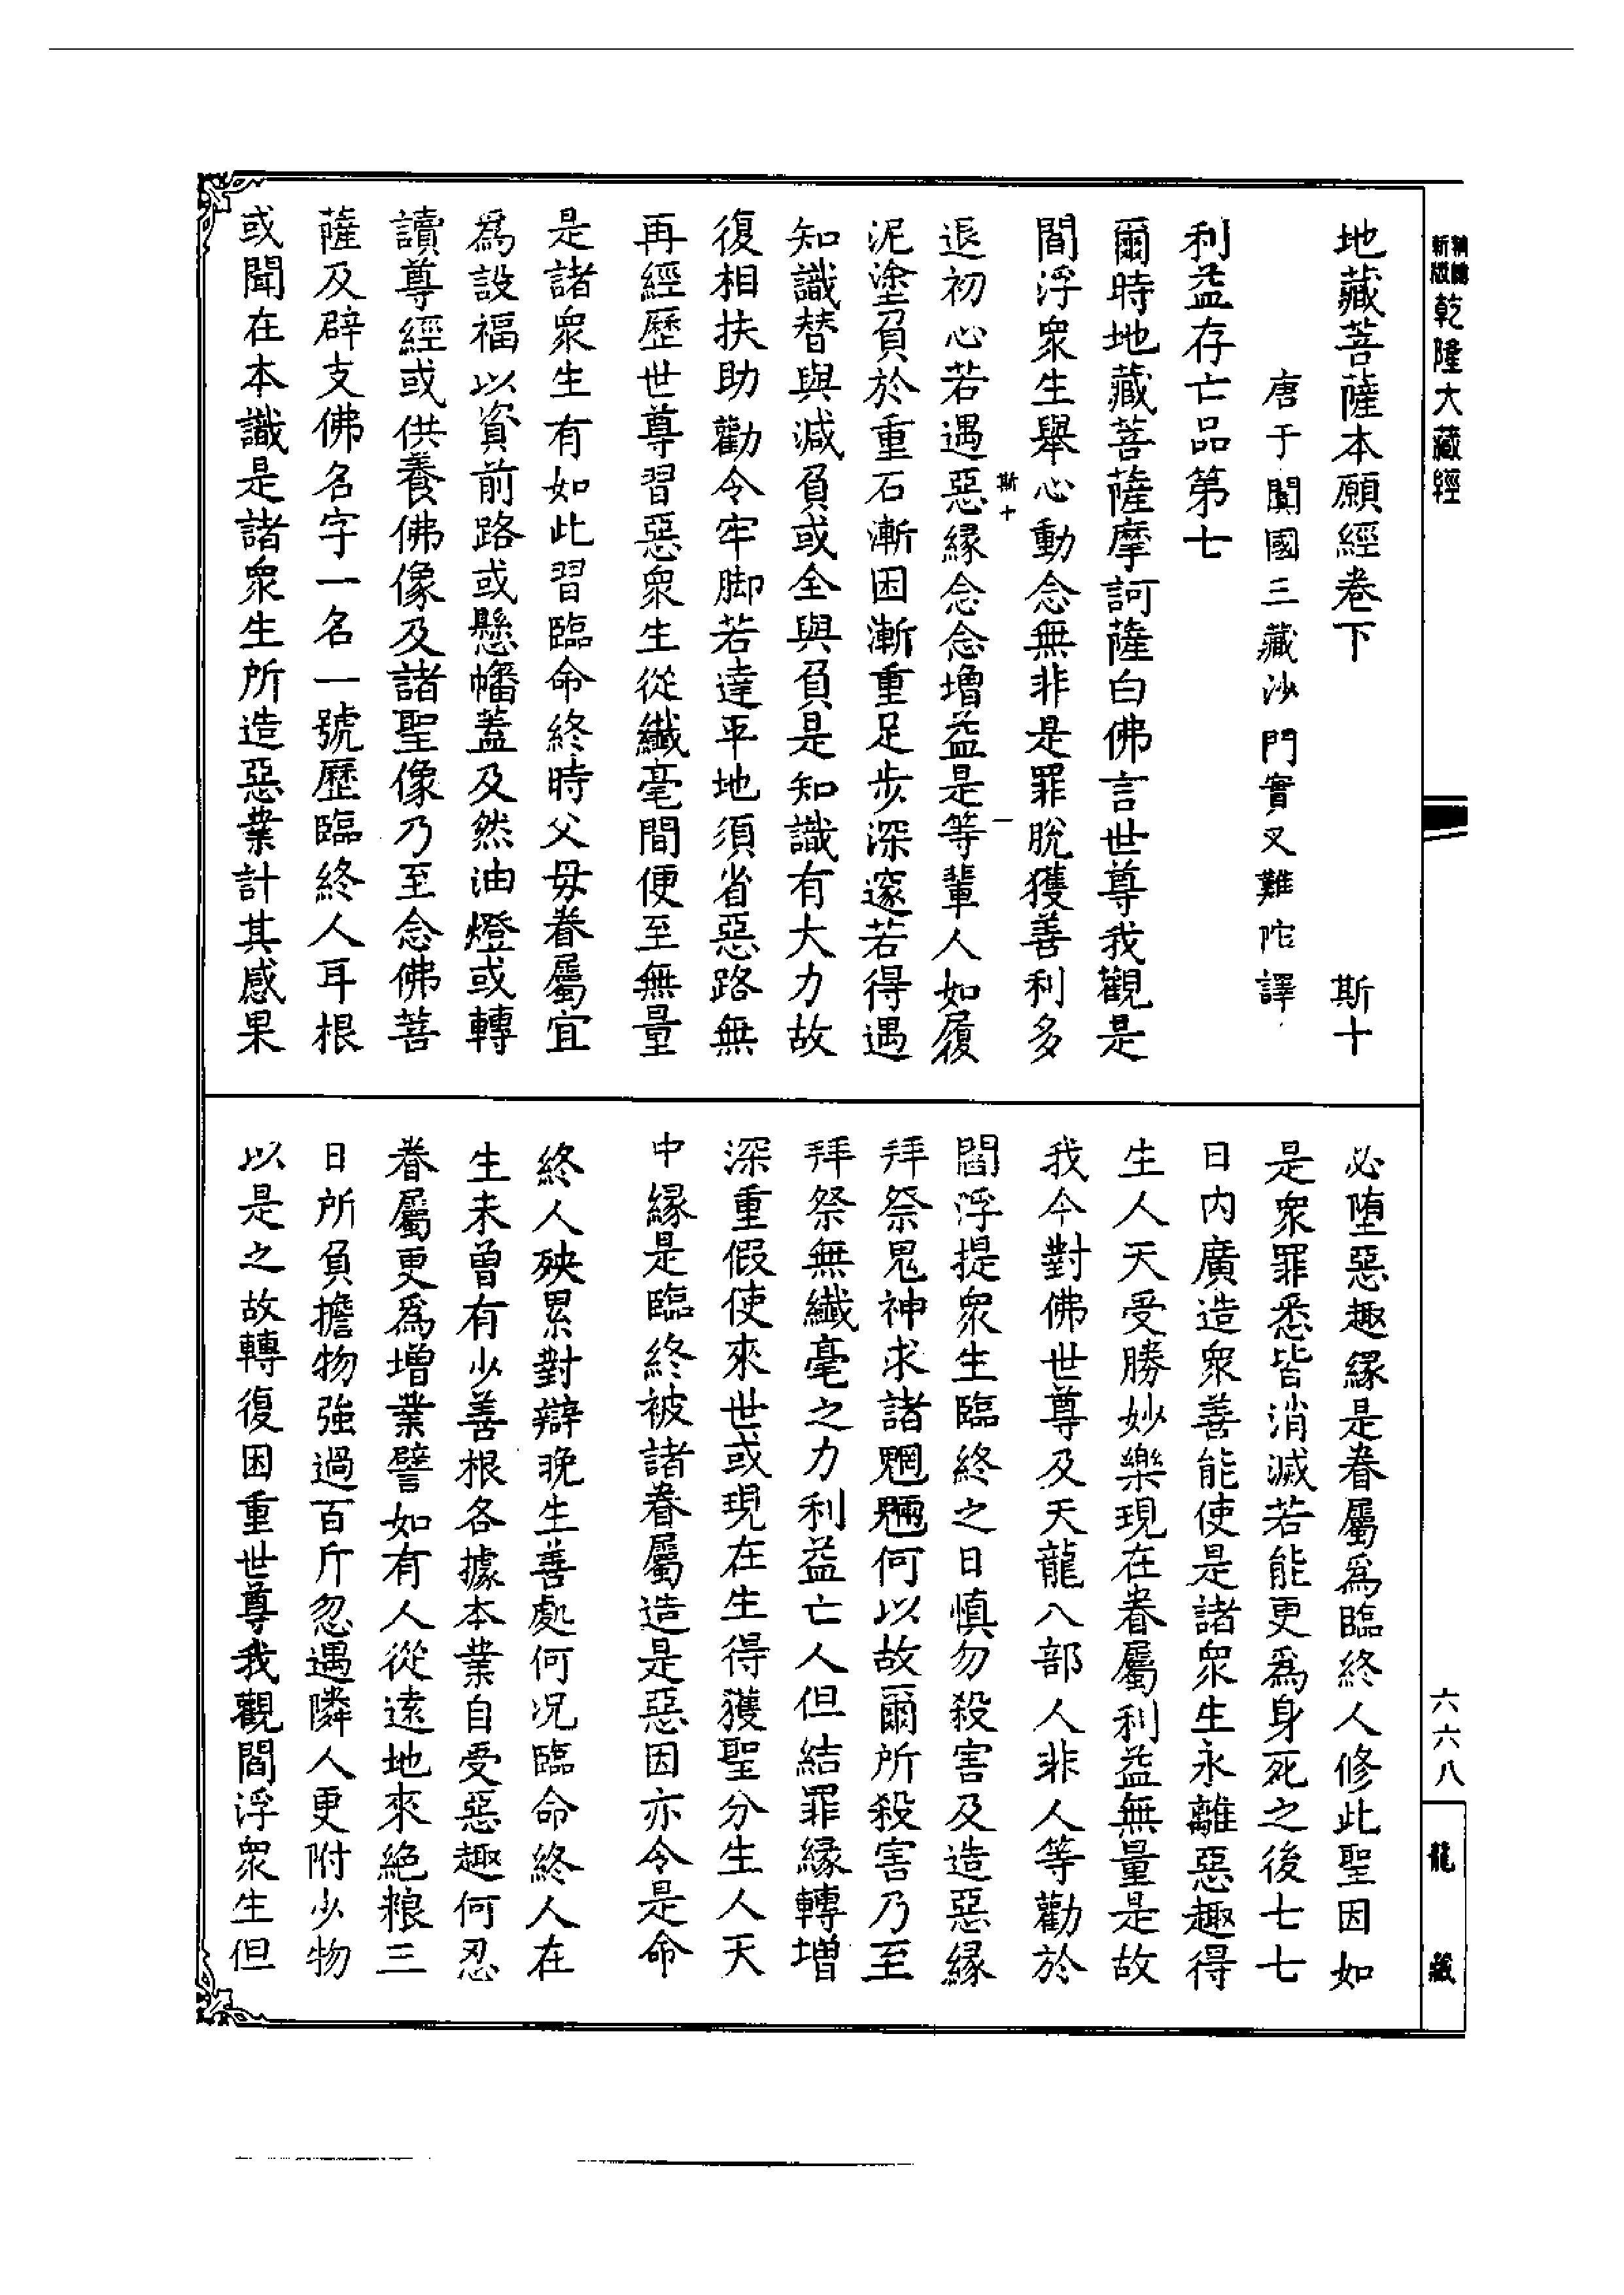 新編
新版
乾隆大藏經
地藏菩薩本願經卷下　斯十
唐于闐國三藏沙門實叉難陀譯
利益存亡品第七
爾時地藏菩薩摩訶薩白佛言世尊我觀是
閻浮衆生舉心動念無非是罪脫獲善利多
斯十　一
退初心若遇惡緣念念增益是等輩人如履
泥塗負於重石漸困漸重足步深邃若得遇
知識替與減負或全與負是知識有大力故
復相扶助勸令牢脚若達平地須省惡路無
再經歷世尊習惡衆生從纖毫間便至無量
是諸衆生有如此習臨命終時父母眷屬宜
爲設福以資前路或懸幡蓋及然油燈或轉
讀尊經或供養佛像及諸聖像乃至念佛菩
薩及辟支佛名字一名一號歷臨終人耳根
或聞在本識是諸衆生所造惡業計其感果
必墮惡趣緣是眷屬爲臨終人修此聖因如
是衆罪悉皆消滅若能更爲身死之後七七
日内廣造衆善能使是諸衆生永離惡趣得
生人天受勝妙樂現在眷屬利益無量是故
我今對佛世尊及天龍八部人非人等勸於
閻浮提衆生臨終之日慎勿殺害及造惡緣
拜祭鬼神求諸魍魎何以故爾所殺害乃至
拜祭無纖毫之力利益亡人但結罪緣轉增
深重假使來世或現在生得獲聖分生人天
中緣是臨終被諸眷屬造是惡因亦令是命
終人殃累對辯晚生善處何況臨命終人在
生未曾有少善根各據本業自受惡趣何忍
眷屬更爲增業譬如有人從遠地來絕糧三
日所負擔物強過百斤忽遇隣人更附少物
以是之故轉復困重世尊我觀閻浮衆生但
六六八
龍藏